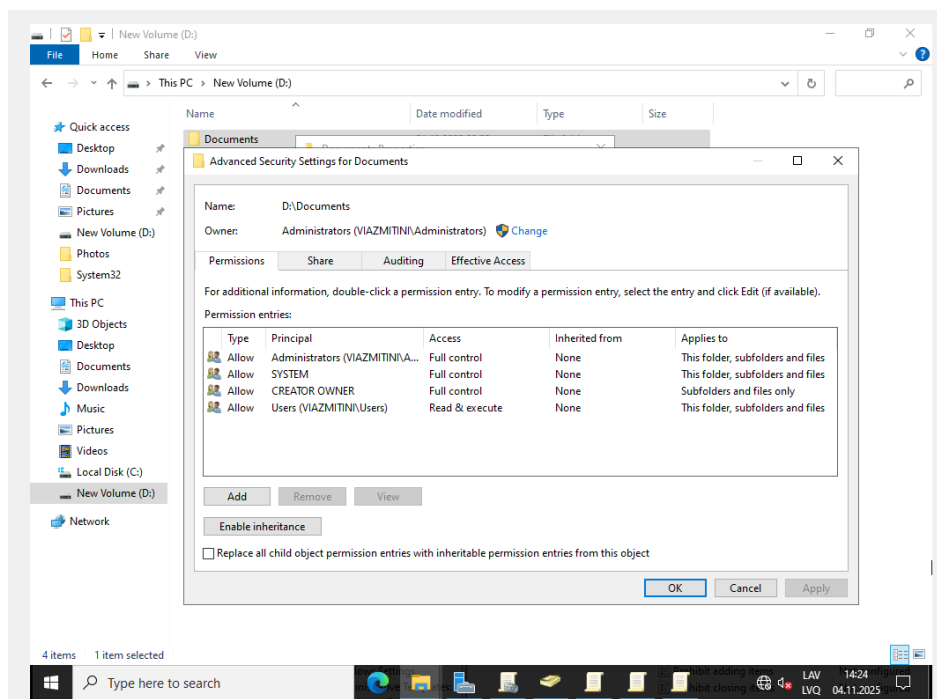 New Volume (D:)
File Home Share View
This PC > New Volume (D:)
Name Date modified Type Size
Quick access
Desktop
Downloads
Documents
Pictures
New Volume (D:)
Photos
System32
This PC
3D Objects
Desktop
Documents
Downloads
Music
Pictures
Videos
Local Disk (C:)
New Volume (D:)
Network
Documents
Advanced Security Settings for Documents
Name: D:\Documents
Owner: Administrators (VIAZMITINI\Administrators) Change
Permissions Share Auditing Effective Access
For additional information, double-click a permission entry. To modify a permission entry, select the entry and click Edit (if available).
Permission entries:
Type Principal Access Inherited from Applies to
Allow Administrators (VIAZMITINI\A... Full control None This folder, subfolders and files
Allow SYSTEM Full control None This folder, subfolders and files
Allow CREATOR OWNER Full control None Subfolders and files only
Allow Users (VIAZMITINI\Users) Read & execute None This folder, subfolders and files
Add Remove View
Enable inheritance
Replace all child object permission entries with inheritable permission entries from this object
OK Cancel Apply
4 items 1 item selected
Type here to search
LAV 14:24
LVQ 04.11.2025